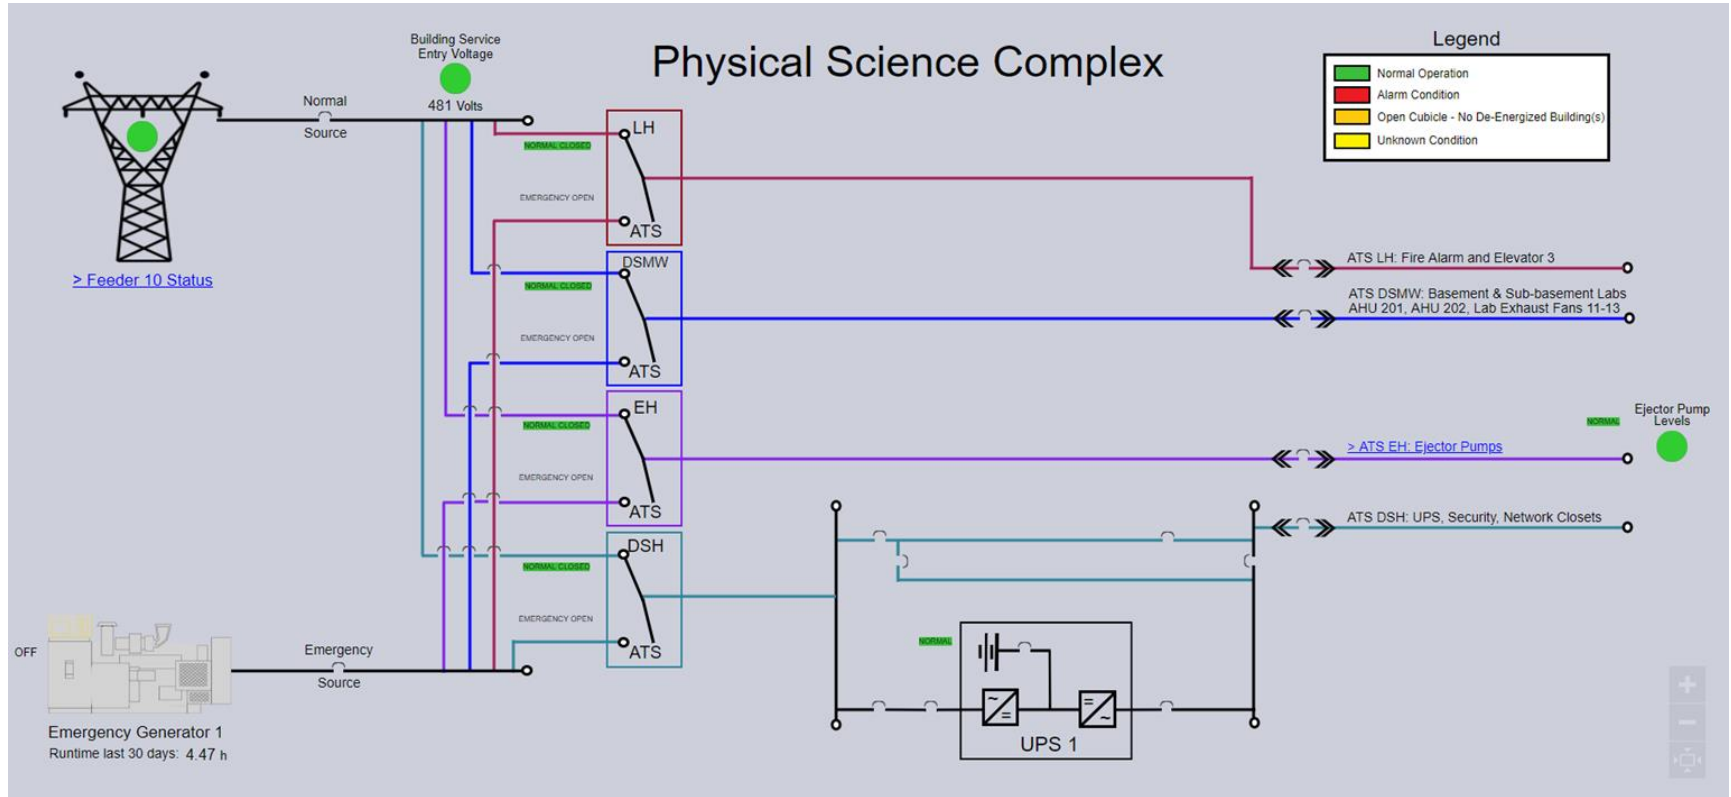 Physical Science Complex
Building Service
Entry Voltage
481 Volts
Legend
Normal Operation
Alarm Condition
Open Cubicle - No De-Energized Building(s)
Unknown Condition
Normal
Source
> Feeder 10 Status
LH
NORMAL CLOSED
EMERGENCY OPEN
ATS
DSMW
NORMAL CLOSED
EMERGENCY OPEN
ATS
EH
NORMAL CLOSED
EMERGENCY OPEN
ATS
DSH
NORMAL CLOSED
EMERGENCY OPEN
ATS
ATS LH: Fire Alarm and Elevator 3
ATS DSMW: Basement & Sub-basement Labs
AHU 201, AHU 202, Lab Exhaust Fans 11-13
NORMAL
Ejector Pump
Levels
> ATS EH: Ejector Pumps
ATS DSH: UPS, Security, Network Closets
NORMAL
UPS 1
OFF
Emergency
Source
Emergency Generator 1
Runtime last 30 days: 4.47 h